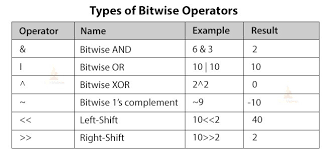 Types of Bitwise Operators
Operator Name Example Result
& Bitwise AND 6 & 3 2
| Bitwise OR 10 | 10 10
^ Bitwise XOR 2^2 0
~ Bitwise 1's complement ~9 -10
<< Left-Shift 10<<2 40
>> Right-Shift 10>>2 2